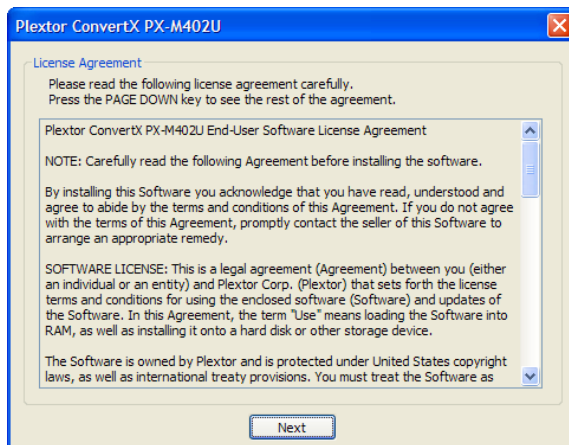 Plextor ConvertX PX-M402U
License Agreement
Please read the following license agreement carefully.
Press the PAGE DOWN key to see the rest of the agreement.
Plextor ConvertX PX-M402U End-User Software License Agreement
NOTE: Carefully read the following Agreement before installing the software.
By installing this Software you acknowledge that you have read, understood and
agree to abide by the terms and conditions of this Agreement. If you do not agree
with the terms of this Agreement, promptly contact the seller of this Software to
arrange an appropriate remedy.
SOFTWARE LICENSE: This is a legal agreement (Agreement) between you (either
an individual or an entity) and Plextor Corp. (Plextor) that sets forth the license
terms and conditions for using the enclosed software (Software) and updates of
the Software. In this Agreement, the term "Use" means loading the Software into
RAM, as well as installing it onto a hard disk or other storage device.
The Software is owned by Plextor and is protected under United States copyright
laws, as well as international treaty provisions. You must treat the Software as
Next